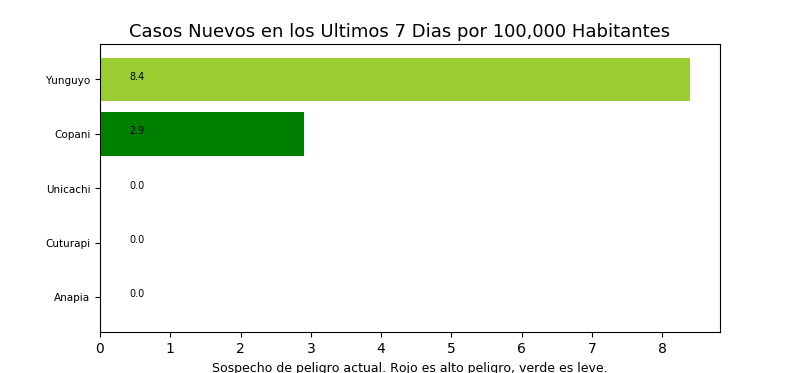 Casos Nuevos en los Ultimos 7 Dias por 100,000 Habitantes
Yunguyo 8.4
Copani 2.9
Unicachi 0.0
Cuturapi 0.0
Anapia 0.0
0 1 2 3 4 5 6 7 8
Sospecho de peligro actual. Rojo es alto peligro, verde es leve.